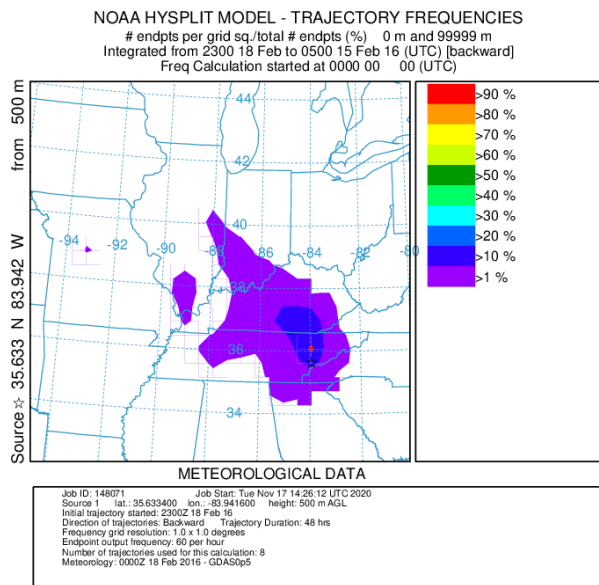 NOAA HYSPLIT MODEL - TRAJECTORY FREQUENCIES
# endpts per grid sq./total # endpts (%)    0 m and 99999 m
Integrated from 2300 18 Feb to 0500 15 Feb 16 (UTC) [backward]
Freq Calculation started at 0000 00    00 (UTC)
Source ☆ 35.633 N 83.942 W    from    500 m
44
42
40
-94
-92
-90
-88
-86
-84
-82
-80
38
36
34
>90 %
>80 %
>70 %
>60 %
>50 %
>40 %
>30 %
>20 %
>10 %
>1 %
METEOROLOGICAL DATA
Job ID: 148071    Job Start: Tue Nov 17 14:26:12 UTC 2020
Source 1    lat.: 35.633400    lon.: -83.941600    height: 500 m AGL
Initial trajectory started: 2300Z 18 Feb 16
Direction of trajectories: Backward    Trajectory Duration: 48 hrs
Frequency grid resolution: 1.0 x 1.0 degrees
Endpoint output frequency: 60 per hour
Number of trajectories used for this calculation: 8
Meteorology: 0000Z 18 Feb 2016 - GDAS0p5